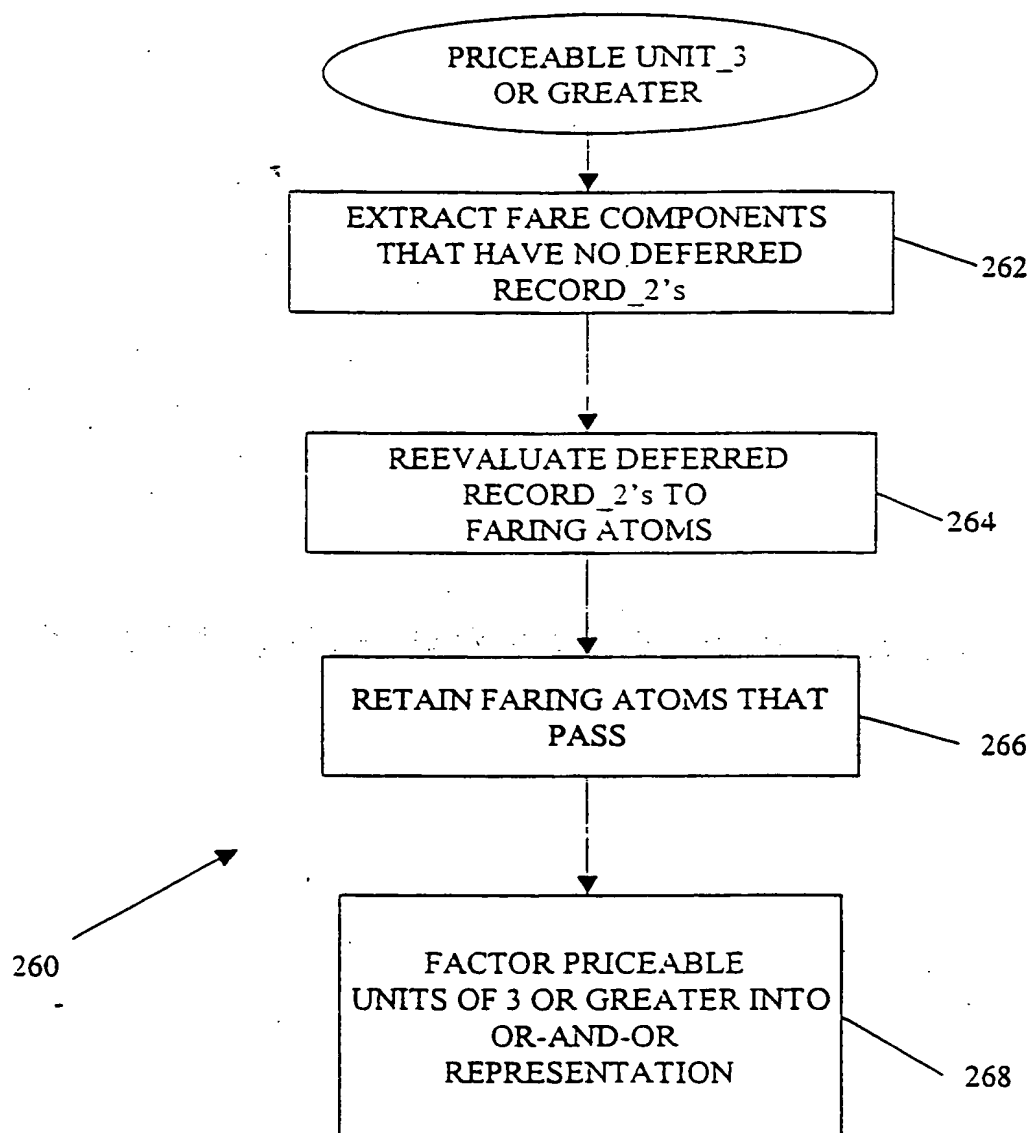 PRICEABLE UNIT_3
OR GREATER
EXTRACT FARE COMPONENTS
THAT HAVE NO DEFERRED
RECORD_2's
262
REEVALUATE DEFERRED
RECORD_2's TO
FARING ATOMS
264
RETAIN FARING ATOMS THAT
PASS
266
260
FACTOR PRICEABLE
UNITS OF 3 OR GREATER INTO
OR-AND-OR
REPRESENTATION
268